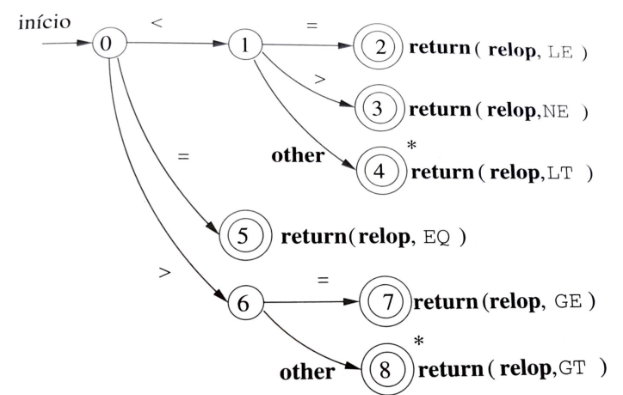 início
0 < 1 = 2 return( relop, LE )
> 3 return( relop,NE )
other 4 * return( relop,LT )
= 5 return(relop, EQ )
> 6 = 7 return(relop, GE )
other 8 * return( relop,GT )